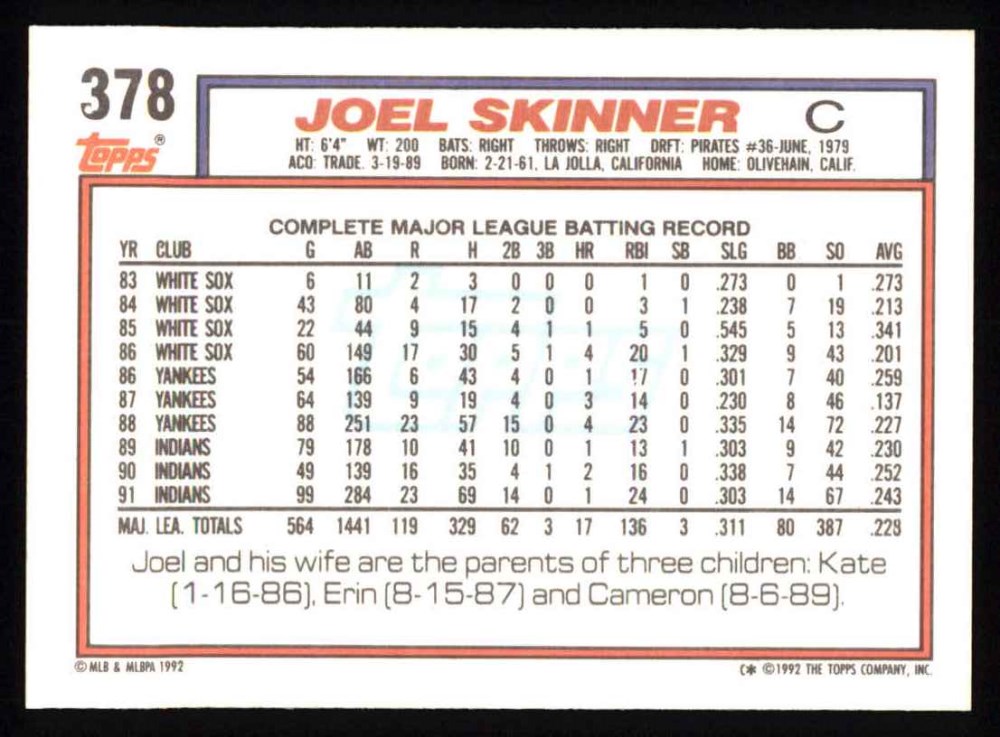 378
Topps®
JOEL SKINNER C
HT: 6'4" WT: 200 BATS: RIGHT THROWS: RIGHT DRFT: PIRATES #36-JUNE, 1979
ACQ: TRADE. 3-19-89 BORN: 2-21-61, LA JOLLA, CALIFORNIA HOME: OLIVEHAIN, CALIF.
COMPLETE MAJOR LEAGUE BATTING RECORD
YR CLUB G AB R H 2B 3B HR RBI SB SLG BB SO AVG
83 WHITE SOX 6 11 2 3 0 0 0 1 0 .273 0 1 .273
84 WHITE SOX 43 80 4 17 2 0 0 3 1 .238 7 19 .213
85 WHITE SOX 22 44 9 15 4 1 1 5 0 .545 5 13 .341
86 WHITE SOX 60 149 17 30 5 1 4 20 1 .329 9 43 .201
86 YANKEES 54 166 6 43 4 0 1 17 0 .301 7 40 .259
87 YANKEES 64 139 9 19 4 0 3 14 0 .230 8 46 .137
88 YANKEES 88 251 23 57 15 0 4 23 0 .335 14 72 .227
89 INDIANS 79 178 10 41 10 0 1 13 1 .303 9 42 .230
90 INDIANS 49 139 16 35 4 1 2 16 0 .338 7 44 .252
91 INDIANS 99 284 23 69 14 0 1 24 0 .303 14 67 .243
MAJ. LEA. TOTALS 564 1441 119 329 62 3 17 136 3 .311 80 387 .228
Joel and his wife are the parents of three children: Kate
(1-16-86), Erin (8-15-87) and Cameron (8-6-89).
© MLB & MLBPA 1992
C* ©1992 THE TOPPS COMPANY, INC.